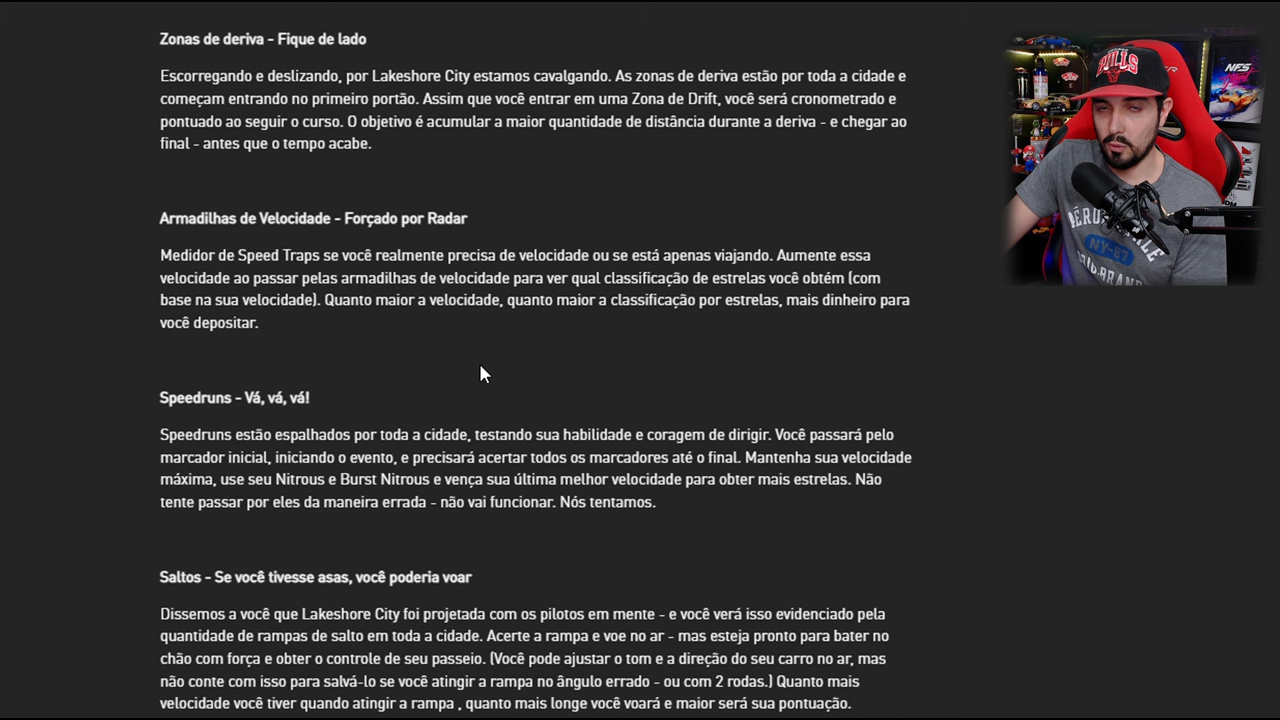 Zonas de deriva - Fique de lado
Escorregando e deslizando, por Lakeshore City estamos cavalgando. As zonas de deriva estão por toda a cidade e
começam entrando no primeiro portão. Assim que você entrar em uma Zona de Drift, você será cronometrado e
pontuado ao seguir o curso. O objetivo é acumular a maior quantidade de distância durante a deriva - e chegar ao
final - antes que o tempo acabe.
Armadilhas de Velocidade - Forçado por Radar
Medidor de Speed Traps se você realmente precisa de velocidade ou se está apenas viajando. Aumente essa
velocidade ao passar pelas armadilhas de velocidade para ver qual classificação de estrelas você obtém (com
base na sua velocidade). Quanto maior a velocidade, quanto maior a classificação por estrelas, mais dinheiro para
você depositar.
Speedruns - Vá, vá, vá!
Speedruns estão espalhados por toda a cidade, testando sua habilidade e coragem de dirigir. Você passará pelo
marcador inicial, iniciando o evento, e precisará acertar todos os marcadores até o final. Mantenha sua velocidade
máxima, use seu Nitrous e Burst Nitrous e vença sua última melhor velocidade para obter mais estrelas. Não
tente passar por eles da maneira errada - não vai funcionar. Nós tentamos.
Saltos - Se você tivesse asas, você poderia voar
Dissemos a você que Lakeshore City foi projetada com os pilotos em mente - e você verá isso evidenciado pela
quantidade de rampas de salto em toda a cidade. Acerte a rampa e voe no ar - mas esteja pronto para bater no
chão com força e obter o controle de seu passeio. (Você pode ajustar o tom e a direção do seu carro no ar, mas
não conte com isso para salvá-lo se você atingir a rampa no ângulo errado - ou com 2 rodas.) Quanto mais
velocidade você tiver quando atingir a rampa , quanto mais longe você voará e maior será sua pontuação.
BULLS
NFS
NY-87